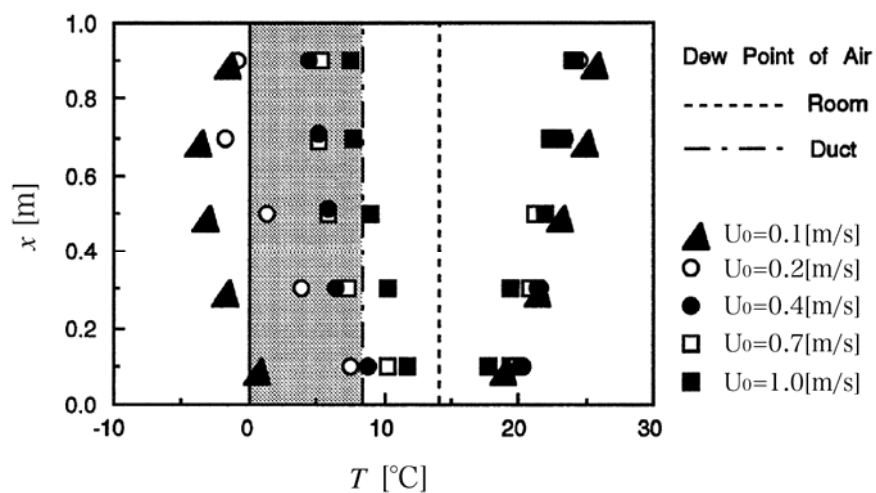 1.0
0.8
0.6
0.4
0.2
0.0
x [m]
-10 0 10 20 30
T [°C]
Dew Point of Air
Room
Duct
U₀=0.1[m/s]
U₀=0.2[m/s]
U₀=0.4[m/s]
U₀=0.7[m/s]
U₀=1.0[m/s]